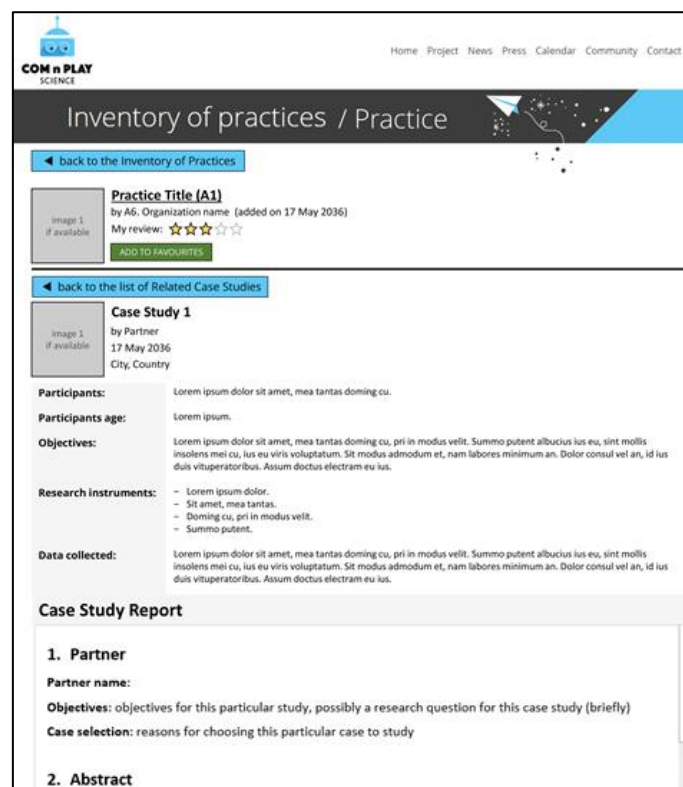 COM n PLAY
SCIENCE
Home Project News Press Calendar Community Contact
Inventory of practices / Practice
◄ back to the Inventory of Practices
image 1
if available
Practice Title (A1)
by A6. Organization name (added on 17 May 2036)
My review:
ADD TO FAVOURITES
◄ back to the list of Related Case Studies
image 1
if available
Case Study 1
by Partner
17 May 2036
City, Country
Participants: Lorem ipsum dolor sit amet, mea tantas doming cu.
Participants age: Lorem ipsum.
Objectives: Lorem ipsum dolor sit amet, mea tantas doming cu, pri in modus velit. Summo putent albucius ius eu, sint mollis
insolens mei cu, ius eu viris voluptatum. Sit modus admodum et, nam labores minimum an. Dolor consul vel an, id ius
duis vituperatoribus. Assum doctus electram eu ius.
Research instruments: – Lorem ipsum dolor.
– Sit amet, mea tantas.
– Doming cu, pri in modus velit.
– Summo putent.
Data collected: Lorem ipsum dolor sit amet, mea tantas doming cu, pri in modus velit. Summo putent albucius ius eu, sint mollis
insolens mei cu, ius eu viris voluptatum. Sit modus admodum et, nam labores minimum an. Dolor consul vel an, id ius
duis vituperatoribus. Assum doctus electram eu ius.
Case Study Report
1. Partner
Partner name:
Objectives: objectives for this particular study, possibly a research question for this case study (briefly)
Case selection: reasons for choosing this particular case to study
2. Abstract